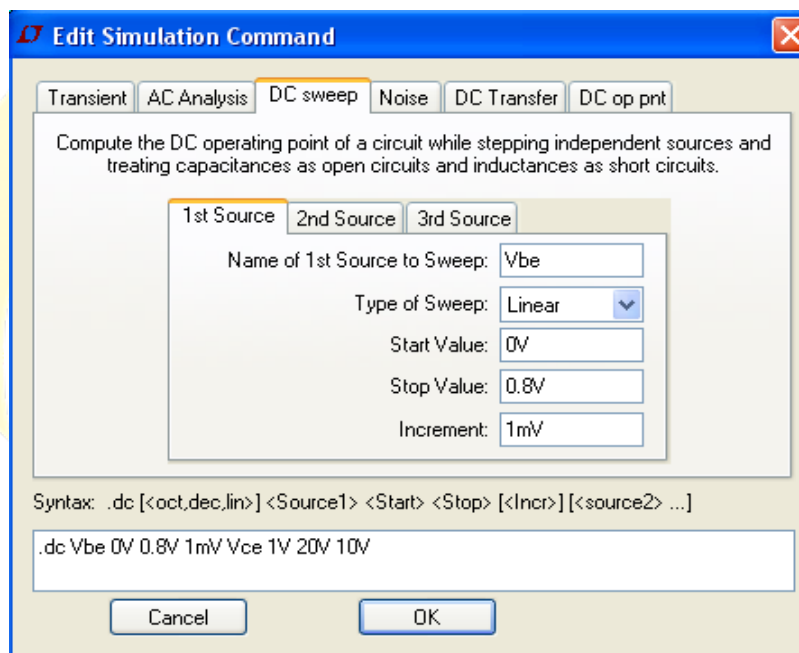 Edit Simulation Command
Transient AC Analysis DC sweep Noise DC Transfer DC op pnt
Compute the DC operating point of a circuit while stepping independent sources and
treating capacitances as open circuits and inductances as short circuits.
1st Source 2nd Source 3rd Source
Name of 1st Source to Sweep: Vbe
Type of Sweep: Linear
Start Value: 0V
Stop Value: 0.8V
Increment: 1mV
Syntax: .dc [<oct,dec,lin>] <Source1> <Start> <Stop> [<Incr>] [<source2> ...]
.dc Vbe 0V 0.8V 1mV Vce 1V 20V 10V
Cancel OK